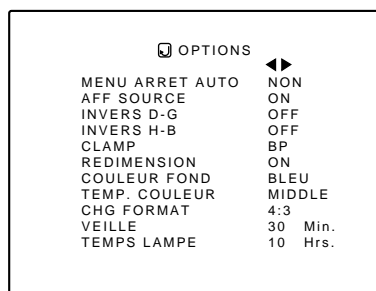 OPTIONS
MENU ARRET AUTO NON
AFF SOURCE ON
INVERS D-G OFF
INVERS H-B OFF
CLAMP BP
REDIMENSION ON
COULEUR FOND BLEU
TEMP. COULEUR MIDDLE
CHG FORMAT 4:3
VEILLE 30 Min.
TEMPS LAMPE 10 Hrs.